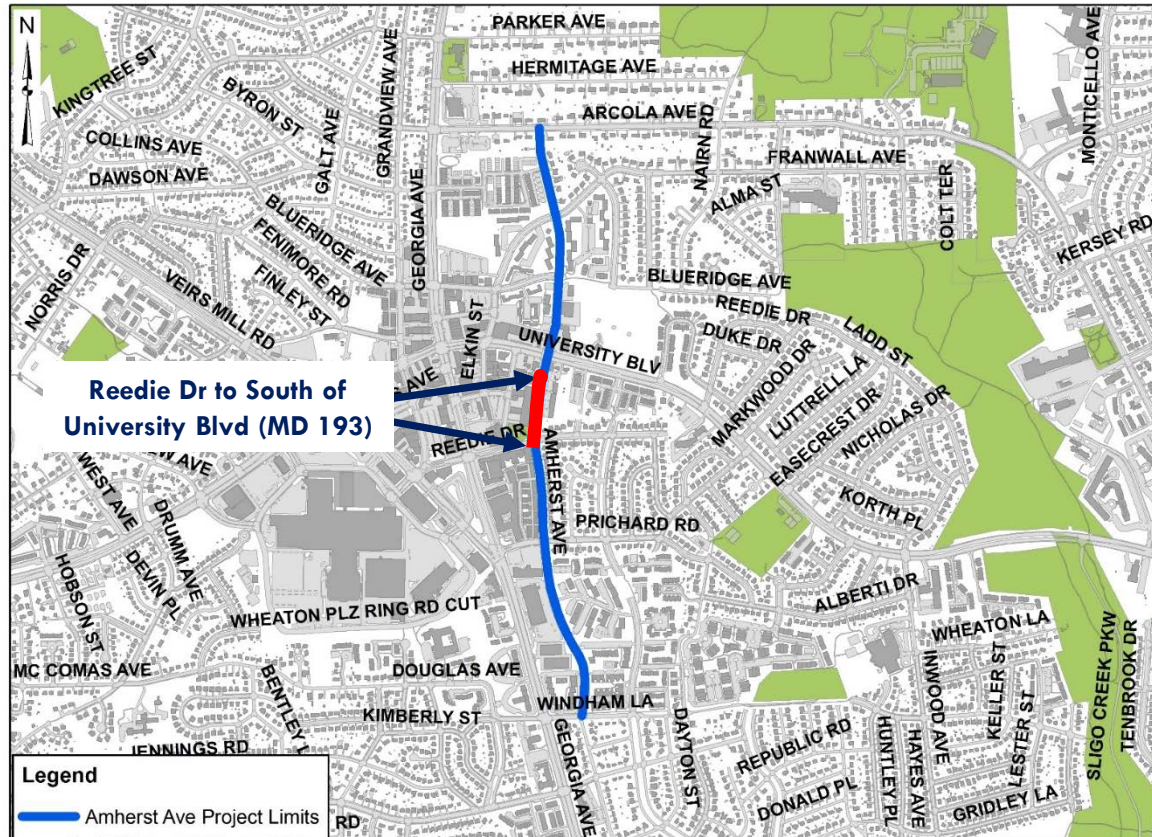 N
PARKER AVE
HERMITAGE AVE
ARCOLA AVE
MONTICELLO AVE
KINGTREE ST
BYRON ST
GALT AVE
GRANDVIEW AVE
COLLINS AVE
DAWSON AVE
GEORGIA AVE
NAIRN RD
FRANWALL AVE
ALMA ST
COLT TER
KERSEY RD
BLUERIDGE AVE
FENIMORE RD
FINLEY ST
NORRIS DR
VEIRS MILL RD
ELKIN ST
BLUERIDGE AVE
REEDIE DR
LADD ST
UNIVERSITY BLV
DUKE DR
MARKWOOD DR
LUTTRELL LA
EASECREST DR
NICHOLAS DR
Reedie Dr to South of
University Blvd (MD 193)
AVE
REEDIE DR
AMHERST AVE
KORTH PL
PRICHARD RD
AVE
WEST AVE
DRUMM AVE
DEVIN PL
HOBSON ST
WHEATON PLZ RING RD CUT
ALBERTI DR
WHEATON LA
MC COMAS AVE
DOUGLAS AVE
BENTLEY
KIMBERLY ST
WINDHAM LA
GEORGIA AVE
DAYTON ST
REPUBLIC RD
DONALD PL
HUNTLEY PL
HAYES AVE
INWOOD AVE
KELLER ST
LESTER ST
GRIDLEY LA
SLIGO CREEK PKW
TENBROOK DR
JENNINGS RD
RD
Legend
Amherst Ave Project Limits